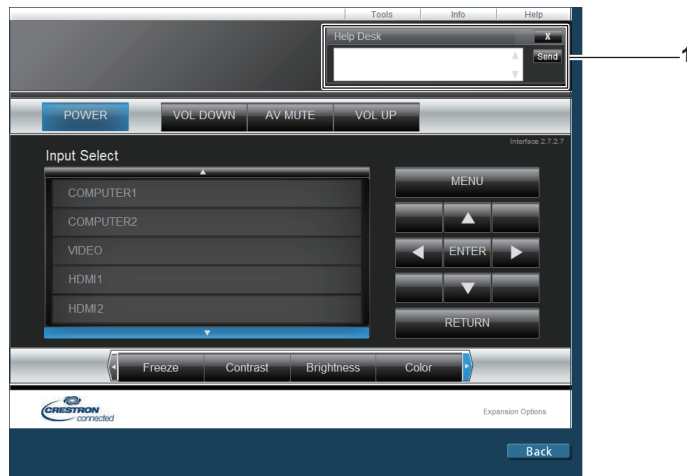 Tools Info Help
Help Desk X
Send
1
POWER VOL DOWN AV MUTE VOL UP
Interface 2.7.2.7
Input Select
COMPUTER1
COMPUTER2
VIDEO
HDMI1
HDMI2
MENU
ENTER
RETURN
Freeze Contrast Brightness Color
CRESTRON
connected
Expansion Options
Back